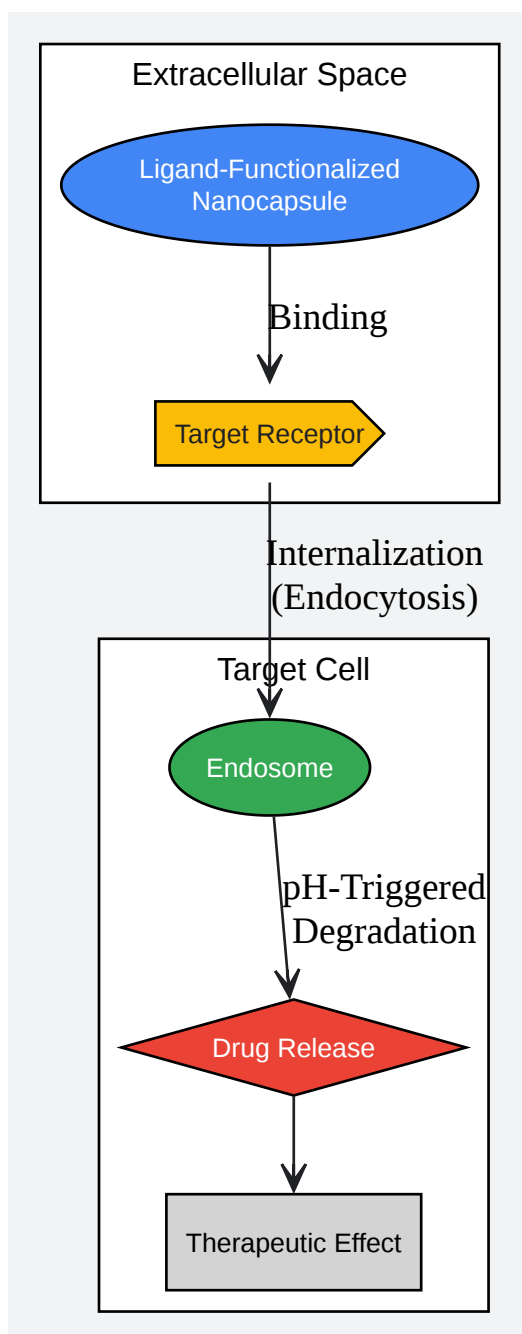 Extracellular Space
Ligand-Functionalized
Nanocapsule
Binding
Target Receptor
Internalization
(Endocytosis)
Target Cell
Endosome
pH-Triggered
Degradation
Drug Release
Therapeutic Effect